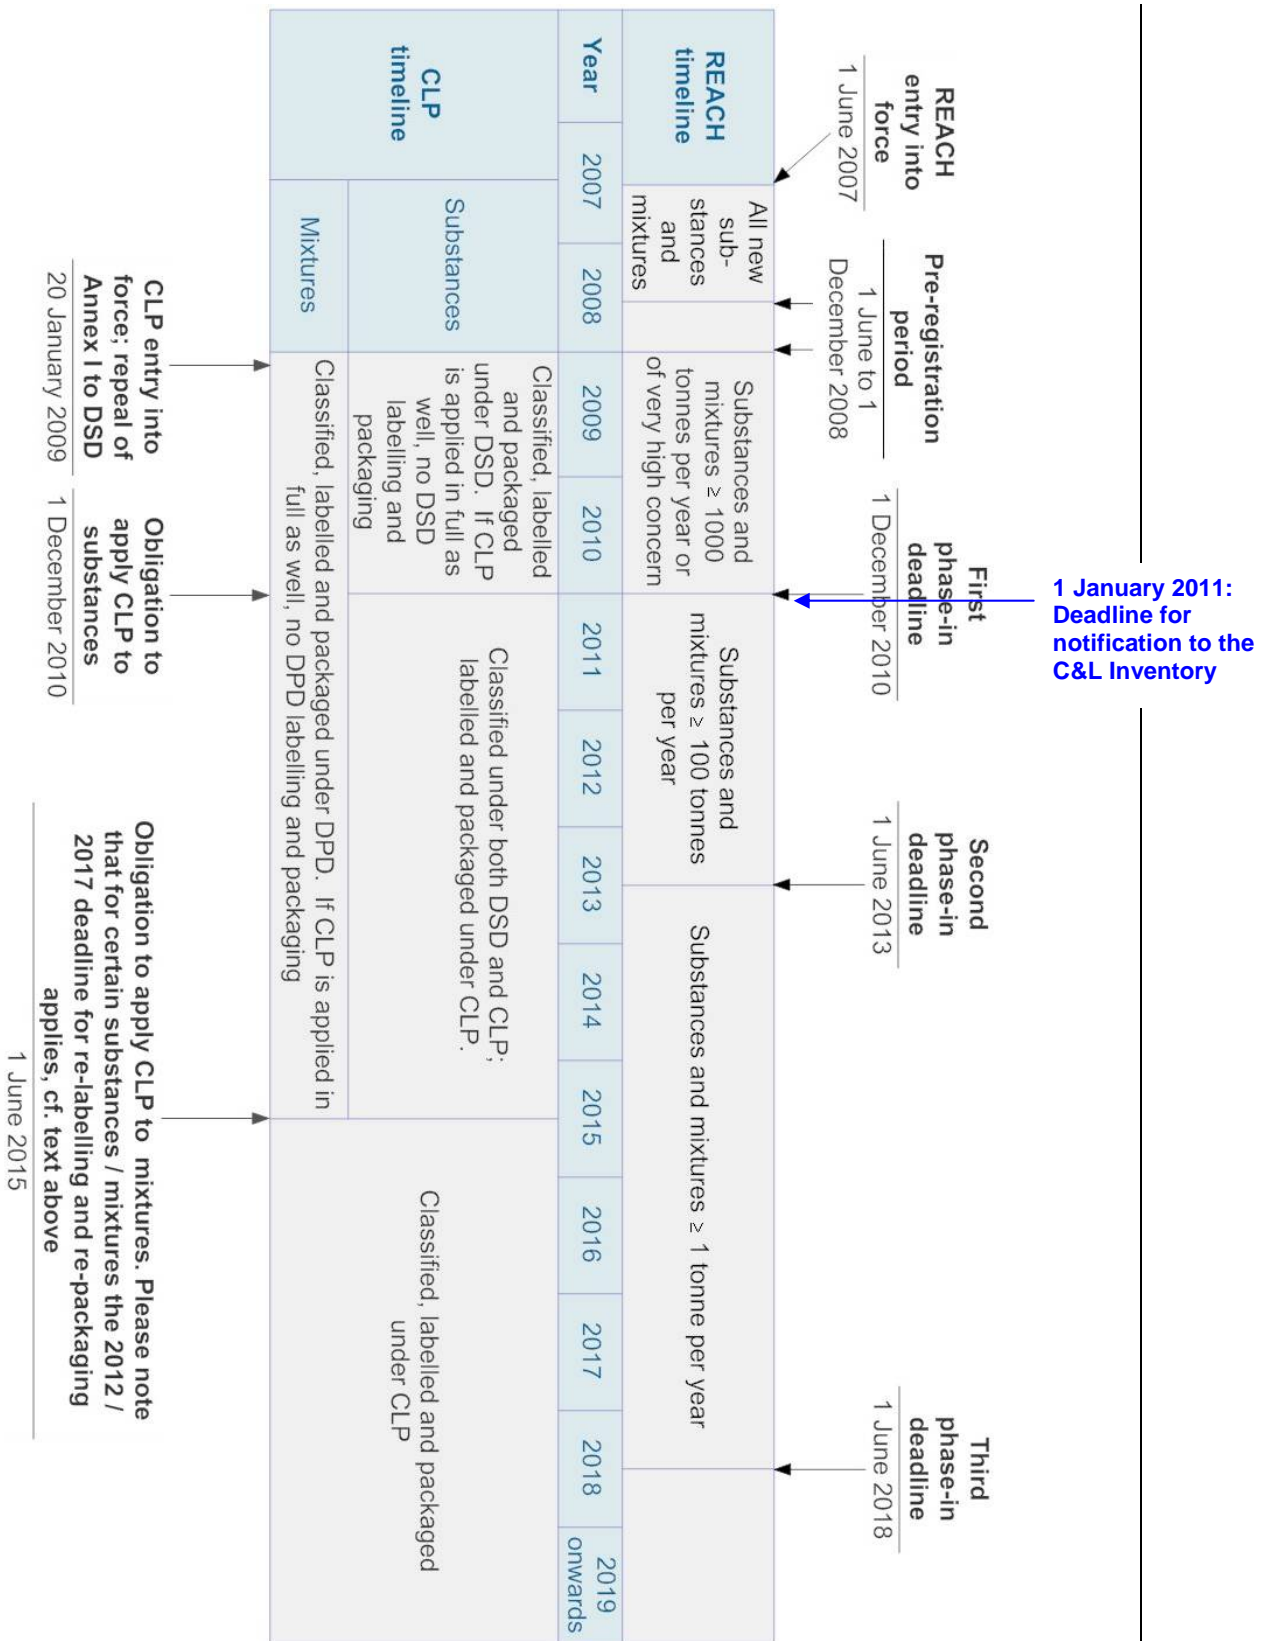 REACH
entry into
force
1 June 2007
Pre-registration
period
1 June to 1
December 2008
First
phase-in
deadline
1 December 2010
1 January 2011:
Deadline for
notification to the
C&L Inventory
Second
phase-in
deadline
1 June 2013
Third
phase-in
deadline
1 June 2018
REACH
timeline
All new
sub-
stances
and
mixtures
Substances and
mixtures ≥ 1000
tonnes per year or
of very high concern
Substances and
mixtures ≥ 100 tonnes
per year
Substances and mixtures ≥ 1 tonne per year
Year
2007
2008
2009
2010
2011
2012
2013
2014
2015
2016
2017
2018
2019
onwards
CLP
timeline
Substances
Classified, labelled
and packaged
under DSD. If CLP
is applied in full as
well, no DSD
labelling and
packaging
Classified under both DSD and CLP;
labelled and packaged under CLP.
Mixtures
Classified, labelled and packaged under DPD. If CLP is applied in
full as well, no DPD labelling and packaging
Classified, labelled and packaged
under CLP
CLP entry into
force; repeal of
Annex I to DSD
20 January 2009
Obligation to
apply CLP to
substances
1 December 2010
Obligation to apply CLP to mixtures. Please note
that for certain substances / mixtures the 2012 /
2017 deadline for re-labelling and re-packaging
applies, cf. text above
1 June 2015